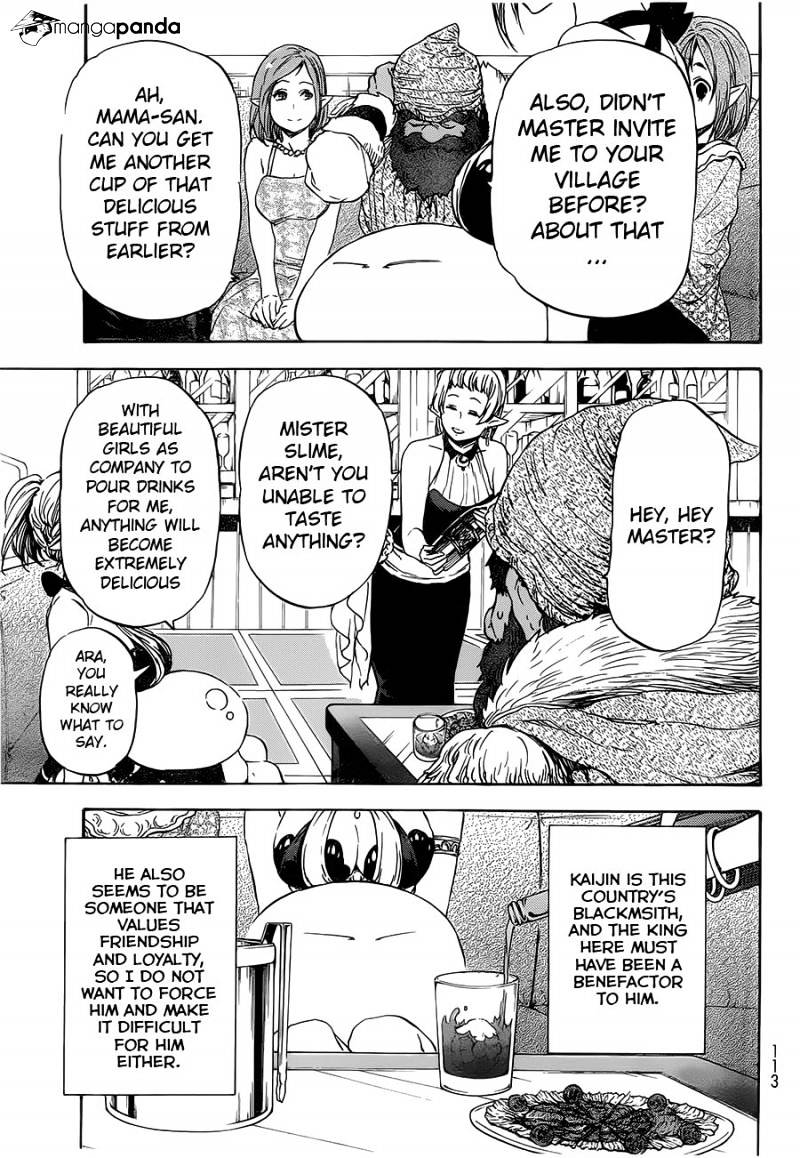 mangapanda
ALSO, DIDN'T
MASTER INVITE
ME TO YOUR
VILLAGE
BEFORE?
ABOUT THAT
...
AH,
MAMA-SAN.
CAN YOU GET
ME ANOTHER
CUP OF THAT
DELICIOUS
STUFF FROM
EARLIER?
HEY, HEY
MASTER?
MISTER
SLIME,
AREN'T YOU
UNABLE TO
TASTE
ANYTHING?
WITH
BEAUTIFUL
GIRLS AS
COMPANY TO
POUR DRINKS
FOR ME,
ANYTHING WILL
BECOME
EXTREMELY
DELICIOUS
ARA,
YOU
REALLY
KNOW
WHAT TO
SAY.
KAIJIN IS THIS
COUNTRY'S
BLACKMSITH,
AND THE KING
HERE MUST
HAVE BEEN A
BENEFACTOR
TO HIM.
HE ALSO
SEEMS TO BE
SOMEONE THAT
VALUES
FRIENDSHIP
AND LOYALTY,
SO I DO NOT
WANT TO FORCE
HIM AND MAKE
IT DIFFICULT
FOR HIM
EITHER.
113